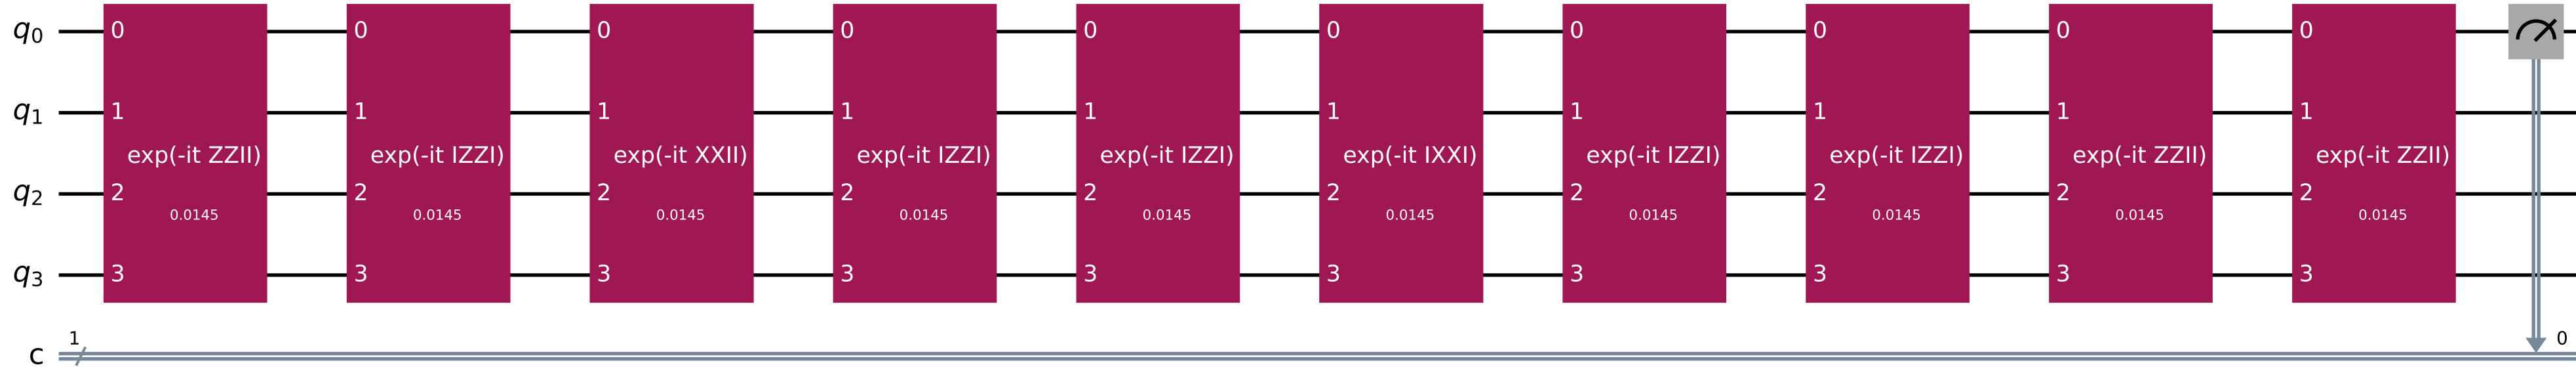 q0 0 0 0 0 0 0 0 0 0 0
q1 1 1 1 1 1 1 1 1 1 1
exp(-it ZZII) exp(-it IZZI) exp(-it XXII) exp(-it IZZI) exp(-it IZZI) exp(-it IXXI) exp(-it IZZI) exp(-it IZZI) exp(-it ZZII) exp(-it ZZII)
q2 2 2 2 2 2 2 2 2 2 2
0.0145 0.0145 0.0145 0.0145 0.0145 0.0145 0.0145 0.0145 0.0145 0.0145
q3 3 3 3 3 3 3 3 3 3 3
1 0
c